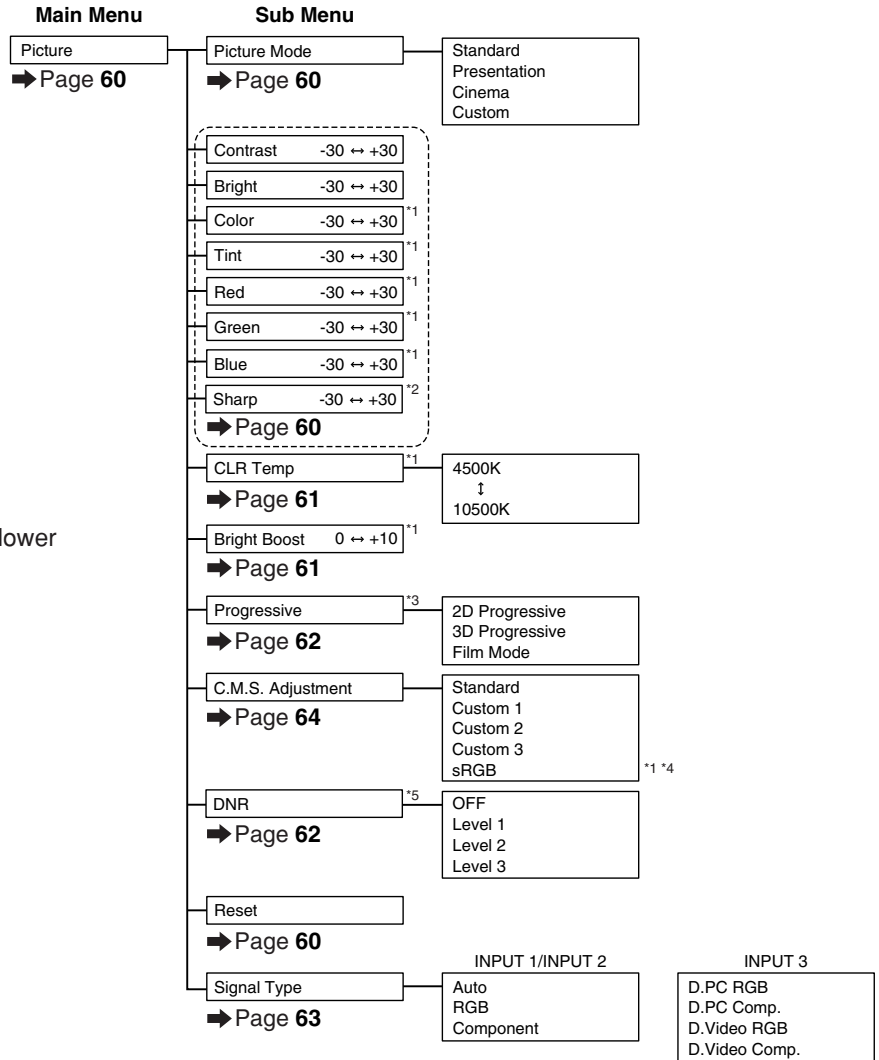 Main Menu Sub Menu
Picture Picture Mode Standard
➡Page 60 ➡Page 60 Presentation
Cinema
Custom
Contrast -30 ↔ +30
Bright -30 ↔ +30
Color -30 ↔ +30 *1
Tint -30 ↔ +30 *1
Red -30 ↔ +30 *1
Green -30 ↔ +30 *1
Blue -30 ↔ +30 *1
Sharp -30 ↔ +30 *2
➡Page 60
CLR Temp *1 4500K
↕
➡Page 61 10500K
lower
Bright Boost 0 ↔ +10 *1
➡Page 61
Progressive *3 2D Progressive
➡Page 62 3D Progressive
Film Mode
C.M.S. Adjustment Standard
➡Page 64 Custom 1
Custom 2
Custom 3
sRGB *1 *4
DNR *5 OFF
➡Page 62 Level 1
Level 2
Level 3
Reset
➡Page 60
INPUT 1/INPUT 2 INPUT 3
Signal Type Auto D.PC RGB
➡Page 63 RGB D.PC Comp.
Component D.Video RGB
D.Video Comp.